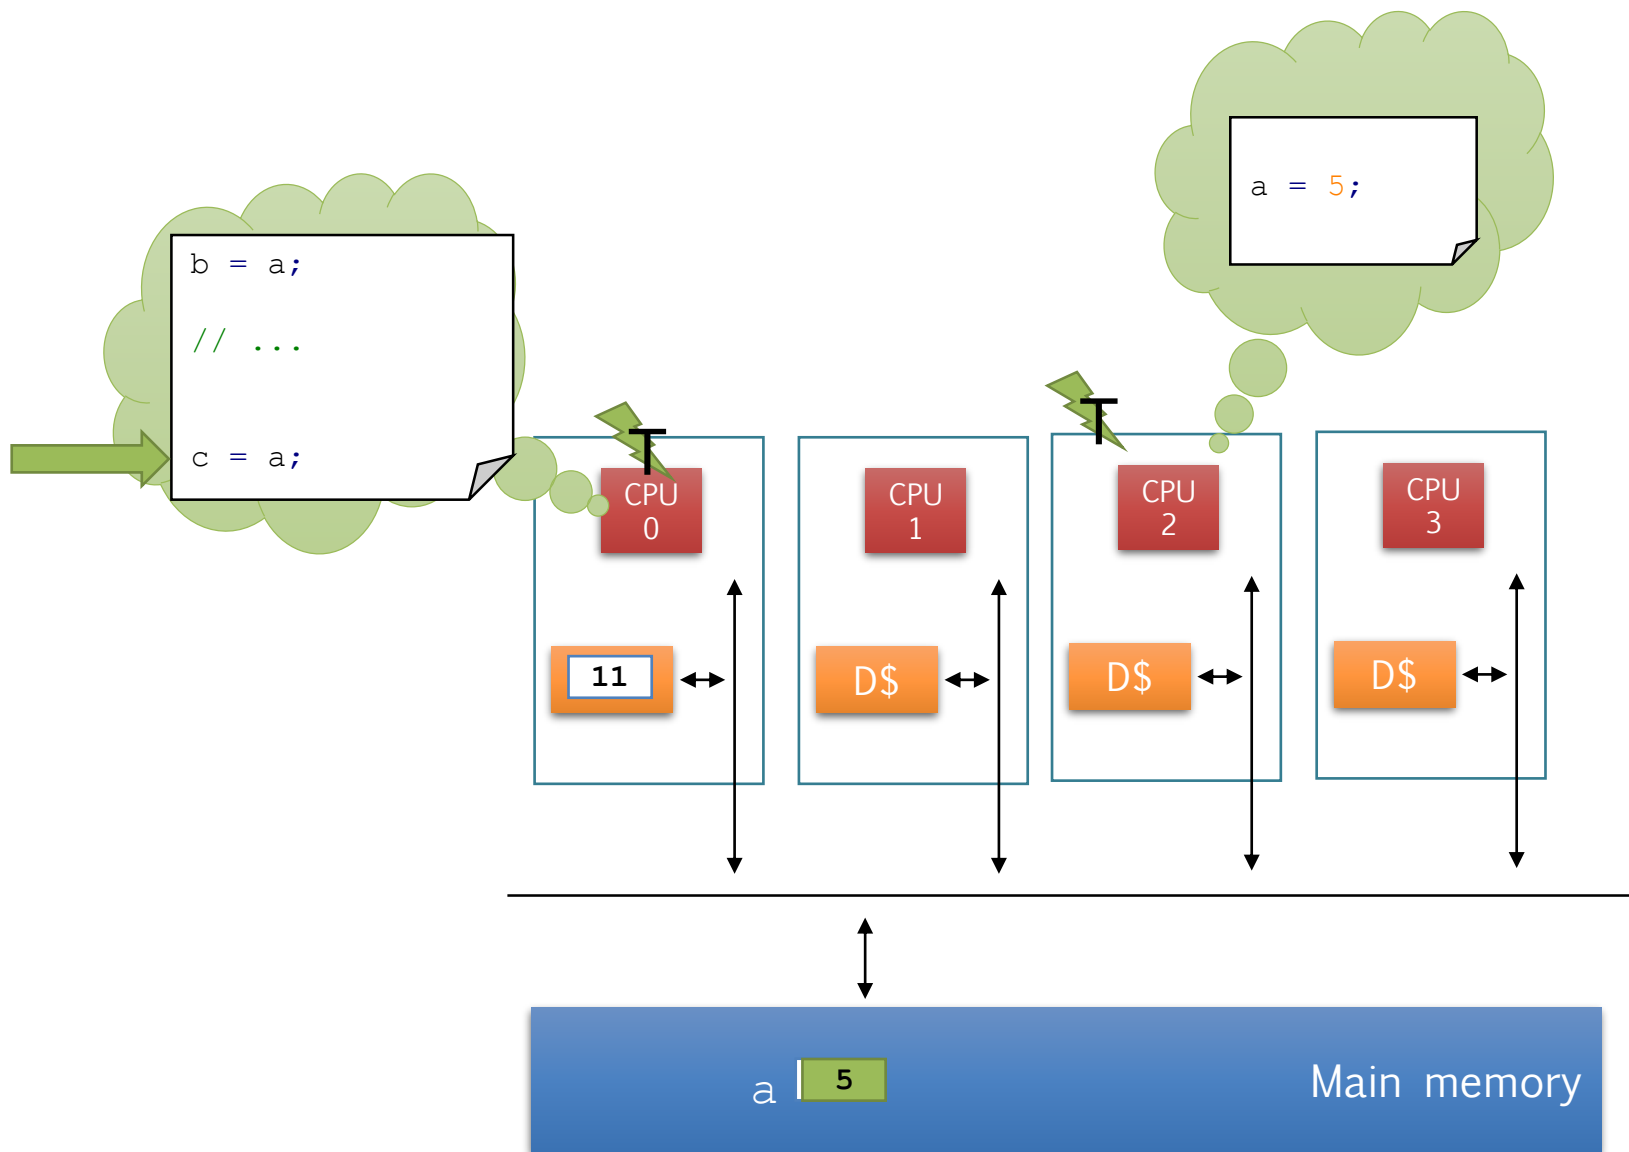 a = 5;
b = a;
// ...
c = a;
T
T
CPU
0
CPU
1
CPU
2
CPU
3
11
D$
D$
D$
a
5
Main memory